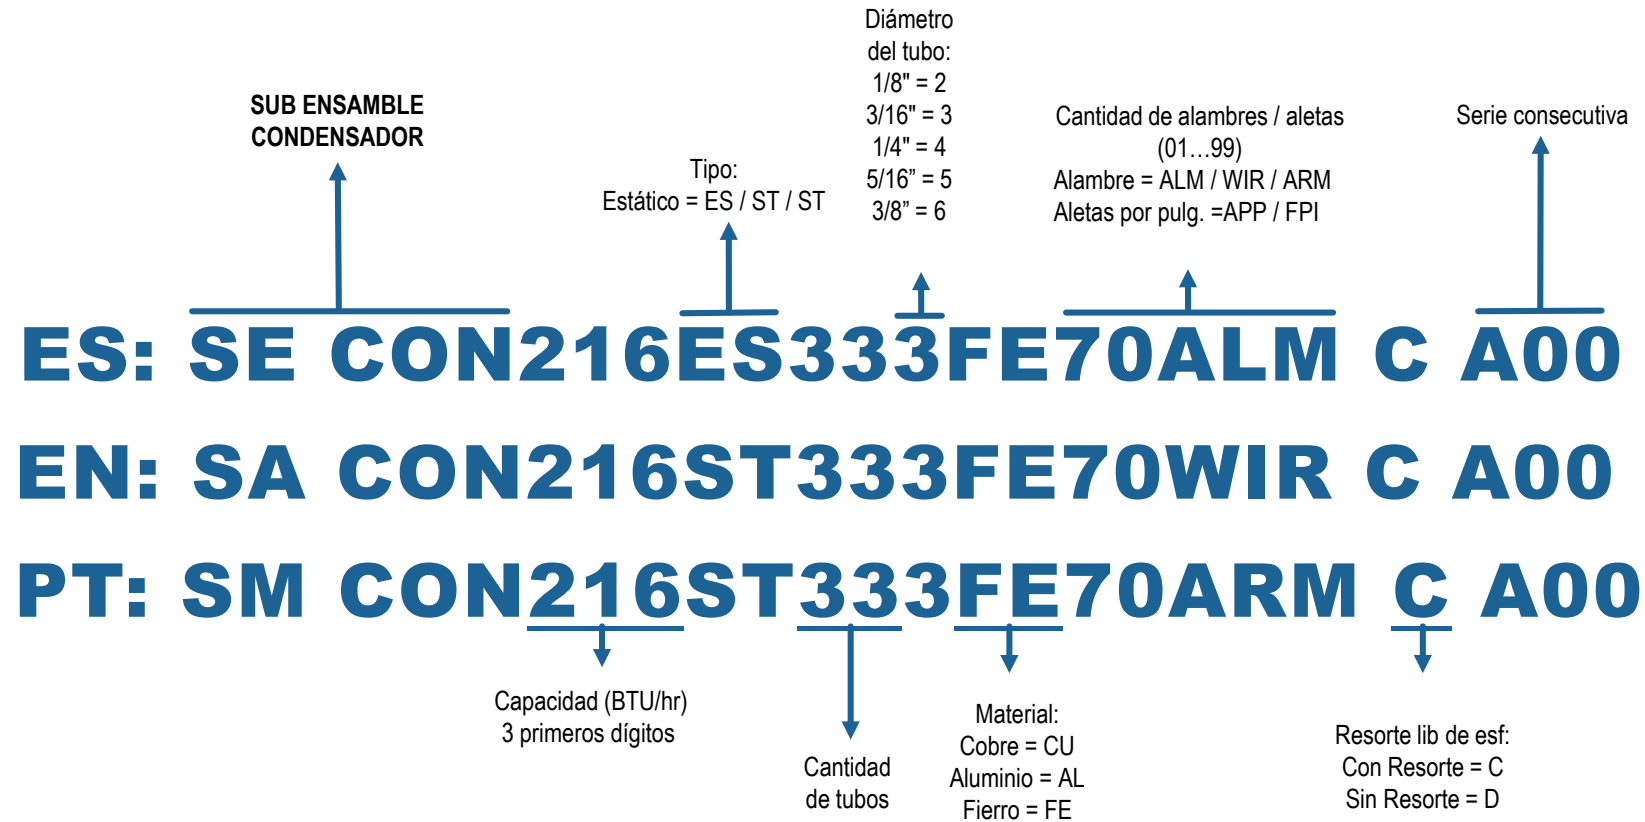 Diámetro
del tubo:
1/8" = 2
3/16" = 3
1/4" = 4
5/16” = 5
3/8” = 6
SUB ENSAMBLE
CONDENSADOR
Tipo:
Estático = ES / ST / ST
Cantidad de alambres / aletas
(01…99)
Alambre = ALM / WIR / ARM
Aletas por pulg. =APP / FPI
Serie consecutiva
ES: SE CON216ES333FE70ALM C A00
EN: SA CON216ST333FE70WIR C A00
PT: SM CON216ST333FE70ARM C A00
Capacidad (BTU/hr)
3 primeros dígitos
Cantidad
de tubos
Material:
Cobre = CU
Aluminio = AL
Fierro = FE
Resorte lib de esf:
Con Resorte = C
Sin Resorte = D